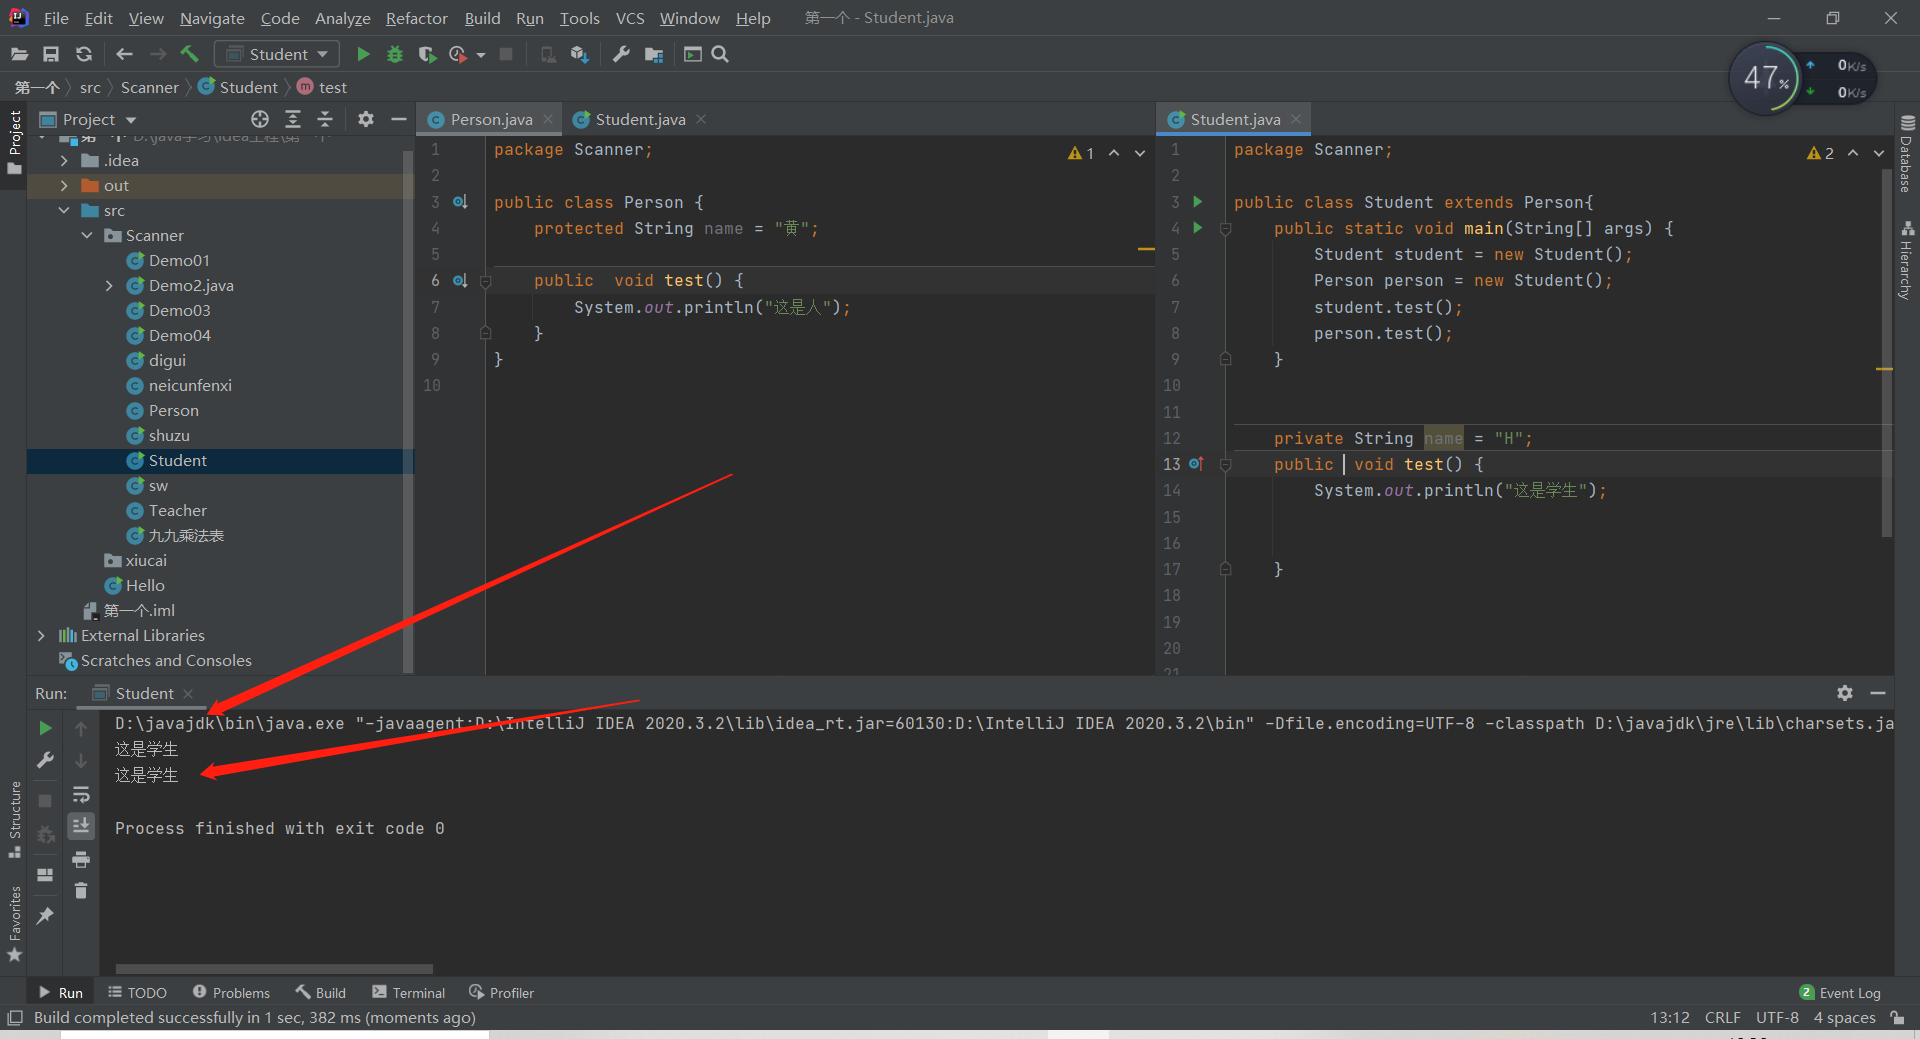 File Edit View Navigate Code Analyze Refactor Build Run Tools VCS Window Help 第一个 - Student.java
Student
47% 0K/s
0K/s
第一个 src Scanner Student test
Project
Person.java
Student.java
Student.java
.idea
out
src
Scanner
Demo01
Demo2.java
Demo03
Demo04
digui
neicunfenxi
Person
shuzu
Student
sw
Teacher
九九乘法表
xiucai
Hello
第一个.iml
External Libraries
Scratches and Consoles
1 package Scanner;
2
3 public class Person {
4 protected String name = "黄";
5
6 public  void test() {
7 System.out.println("这是人");
8 }
9 }
10
1
1 package Scanner;
2
3 public class Student extends Person{
4 public static void main(String[] args) {
5 Student student = new Student();
6 Person person = new Student();
7 student.test();
8 person.test();
9 }
10
11
12 private String name = "H";
13 public  void test() {
14 System.out.println("这是学生");
15
16
17 }
18
19
20
21
2
Project
Structure
Favorites
Database
Hierarchy
Run: Student
D:\javajdk\bin\java.exe "-javaagent:D:\IntelliJ IDEA 2020.3.2\lib\idea_rt.jar=60130:D:\IntelliJ IDEA 2020.3.2\bin" -Dfile.encoding=UTF-8 -classpath D:\javajdk\jre\lib\charsets.ja
这是学生
这是学生
Process finished with exit code 0
Run TODO Problems Build Terminal Profiler 2 Event Log
Build completed successfully in 1 sec, 382 ms (moments ago) 13:12 CRLF UTF-8 4 spaces